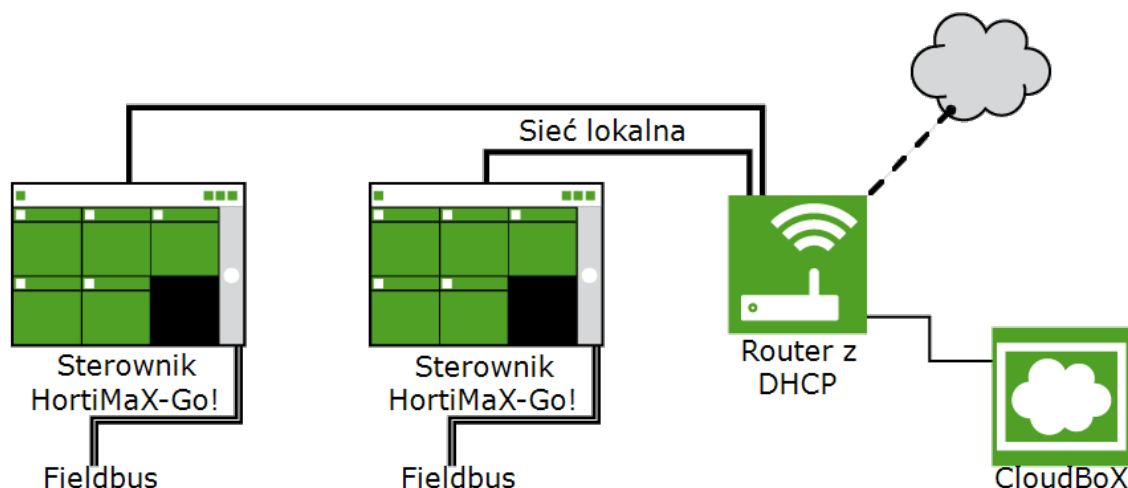 Sieć lokalna
Sterownik
HortiMaX-Go!
Sterownik
HortiMaX-Go!
Router z
DHCP
Fieldbus
Fieldbus
CloudBoX